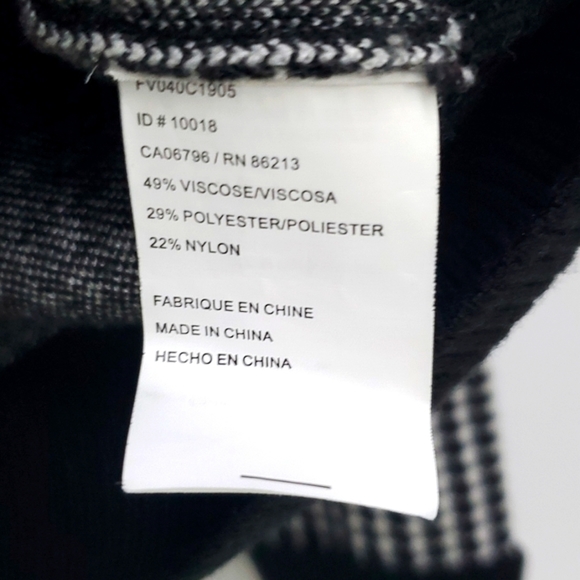 FV040C1905
ID # 10018
CA06796 / RN 86213
49% VISCOSE/VISCOSA
29% POLYESTER/POLIESTER
22% NYLON
FABRIQUE EN CHINE
MADE IN CHINA
HECHO EN CHINA